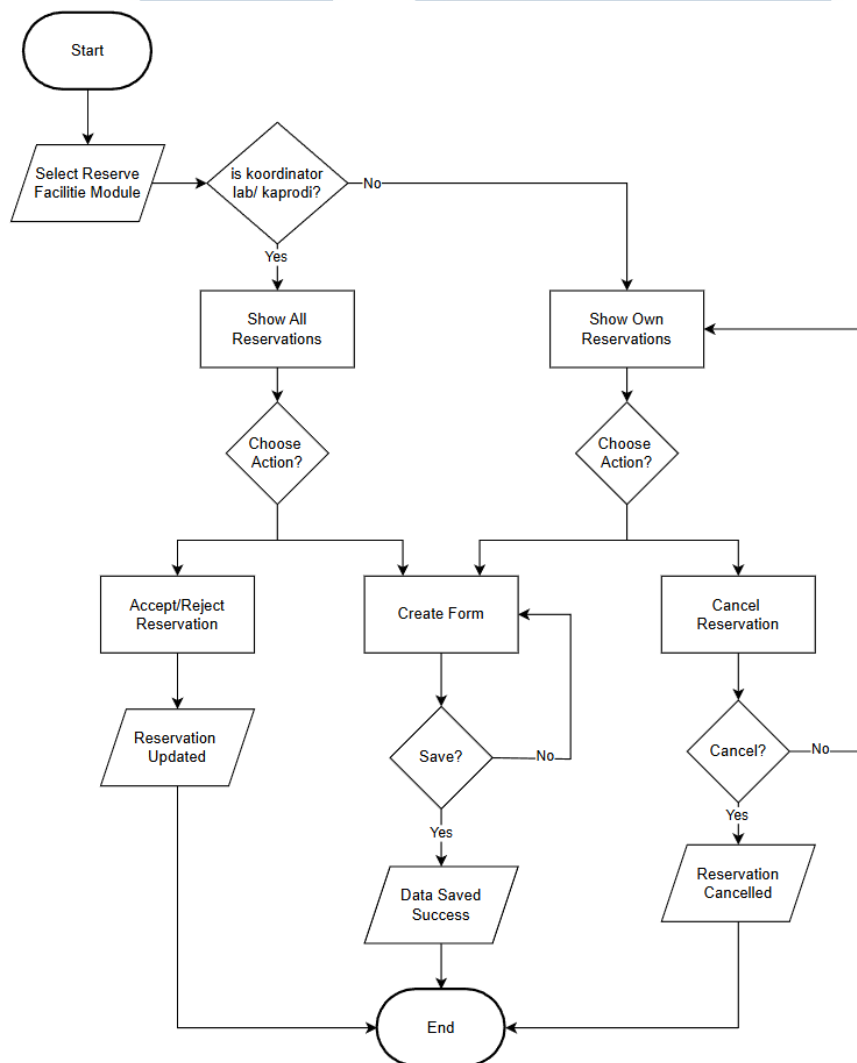 Start
Select Reserve
Facilitie Module
is koordinator
lab/ kaprodi?
No
Yes
Show All
Reservations
Show Own
Reservations
Choose
Action?
Choose
Action?
Accept/Reject
Reservation
Create Form
Cancel
Reservation
Reservation
Updated
Save?
No
Cancel?
No
Yes
Yes
Data Saved
Success
Reservation
Cancelled
End